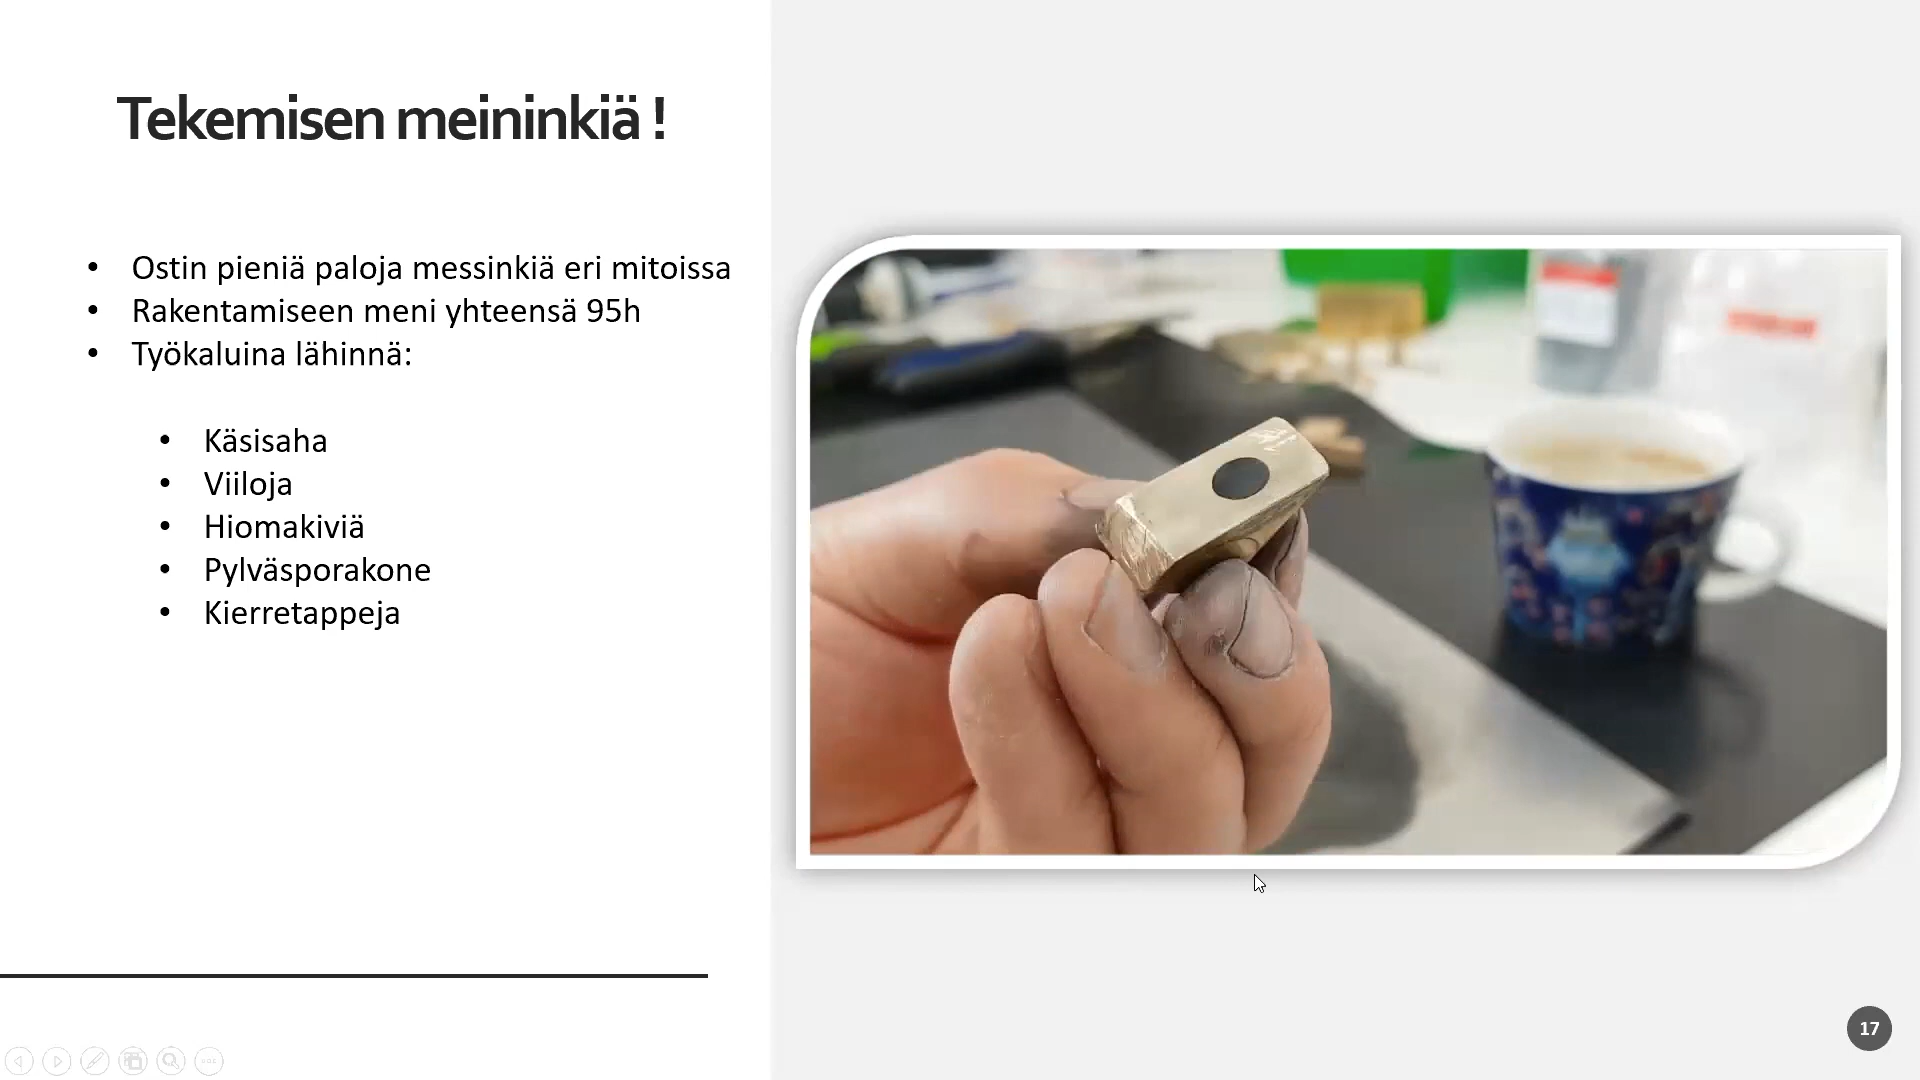 Tekemisen meininkiä !
• Ostin pieniä paloja messinkiä eri mitoissa
• Rakentamiseen meni yhteensä 95h
• Työkaluina lähinnä:
• Käsisaha
• Viiloja
• Hiomakiviä
• Pylväsporakone
• Kierretappeja
17